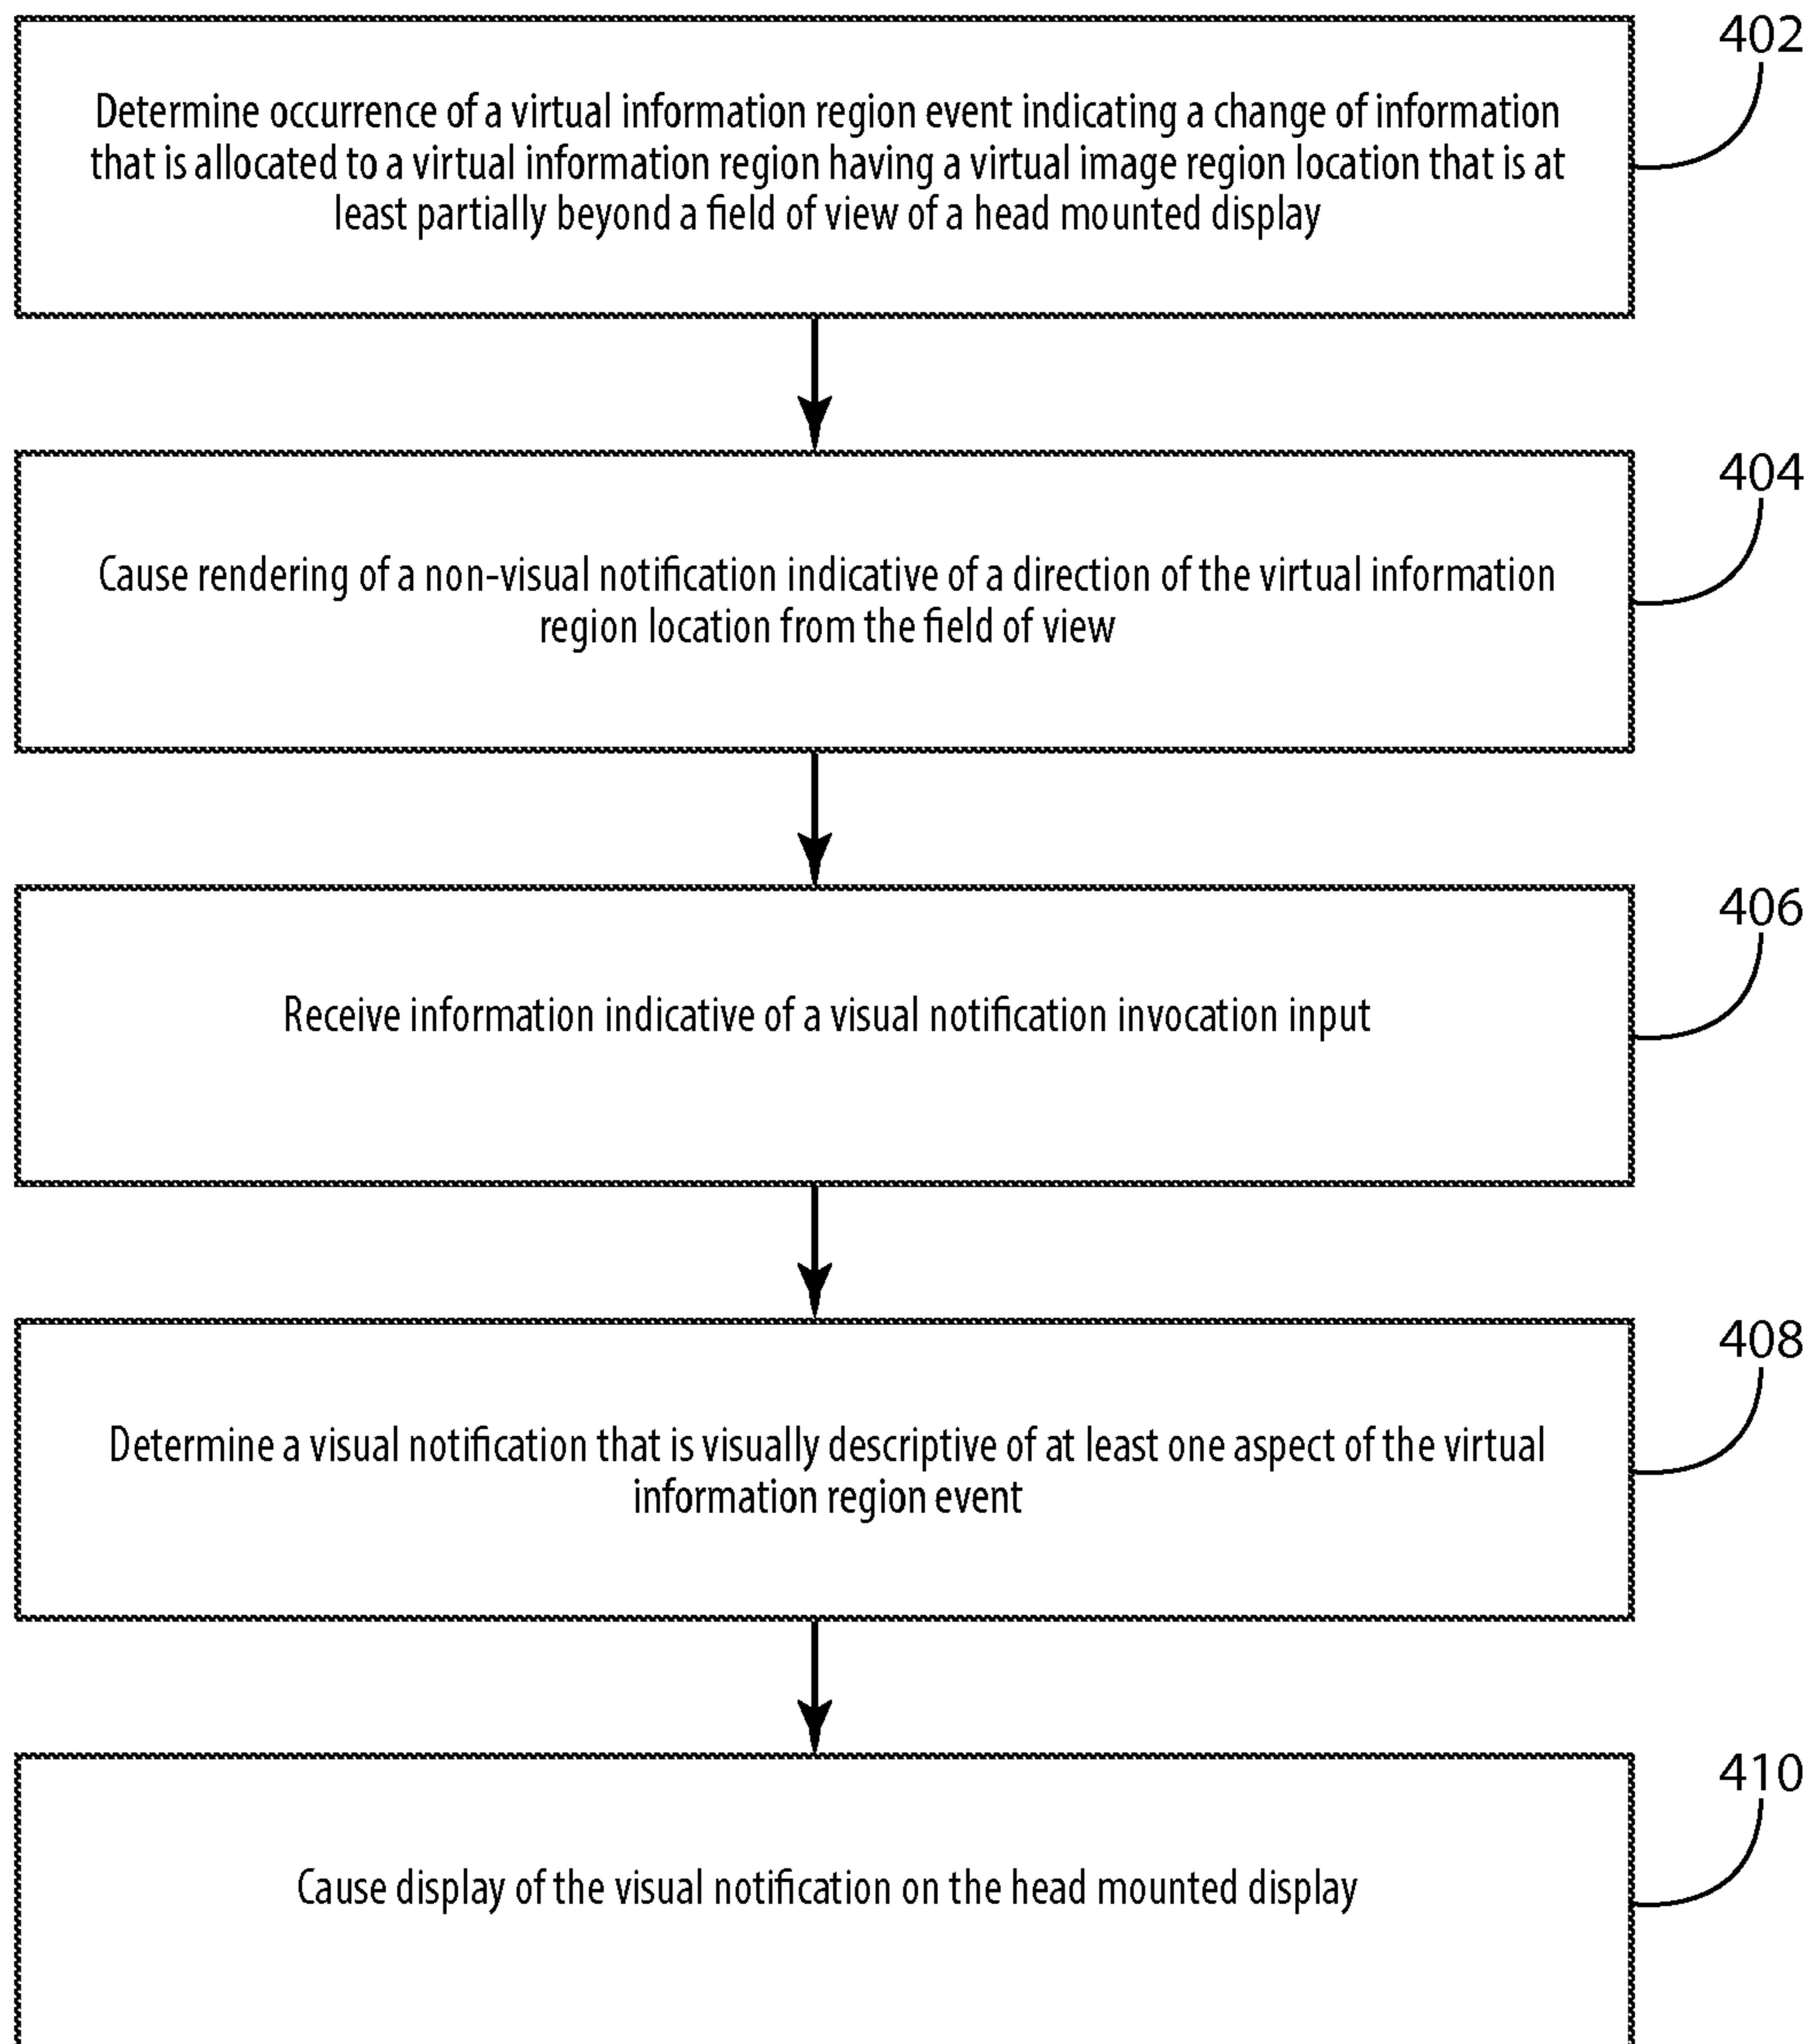 402
Determine occurrence of a virtual information region event indicating a change of information
that is allocated to a virtual information region having a virtual image region location that is at
least partially beyond a field of view of a head mounted display
404
Cause rendering of a non-visual notification indicative of a direction of the virtual information
region location from the field of view
406
Receive information indicative of a visual notification invocation input
408
Determine a visual notification that is visually descriptive of at least one aspect of the virtual
information region event
410
Cause display of the visual notification on the head mounted display